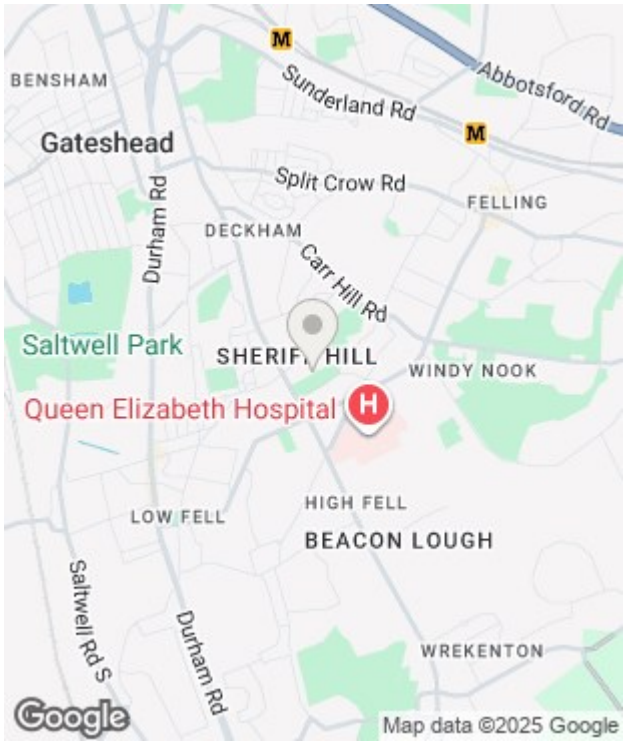 M
Abbotsford Rd
BENSHAM
Sunderland Rd
M
Gateshead
Split Crow Rd
FELLING
Durham Rd
DECKHAM
Carr Hill Rd
Saltwell Park
SHERIFF HILL
WINDY NOOK
Queen Elizabeth Hospital
H
HIGH FELL
LOW FELL
BEACON LOUGH
Saltwell Rd S
Durham Rd
WREKENTON
Google
Map data ©2025 Google